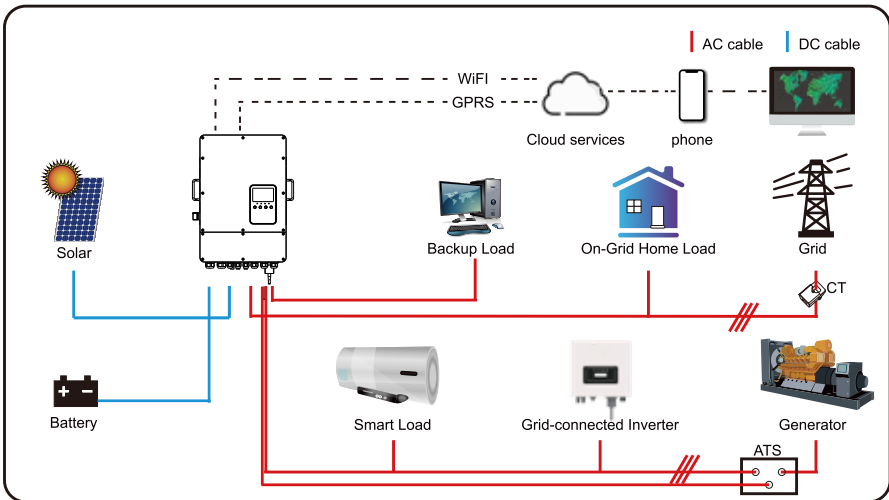 AC cable
DC cable
WiFI
GPRS
Cloud services
phone
Solar
Backup Load
On-Grid Home Load
Grid
CT
Battery
Smart Load
Grid-connected Inverter
Generator
ATS